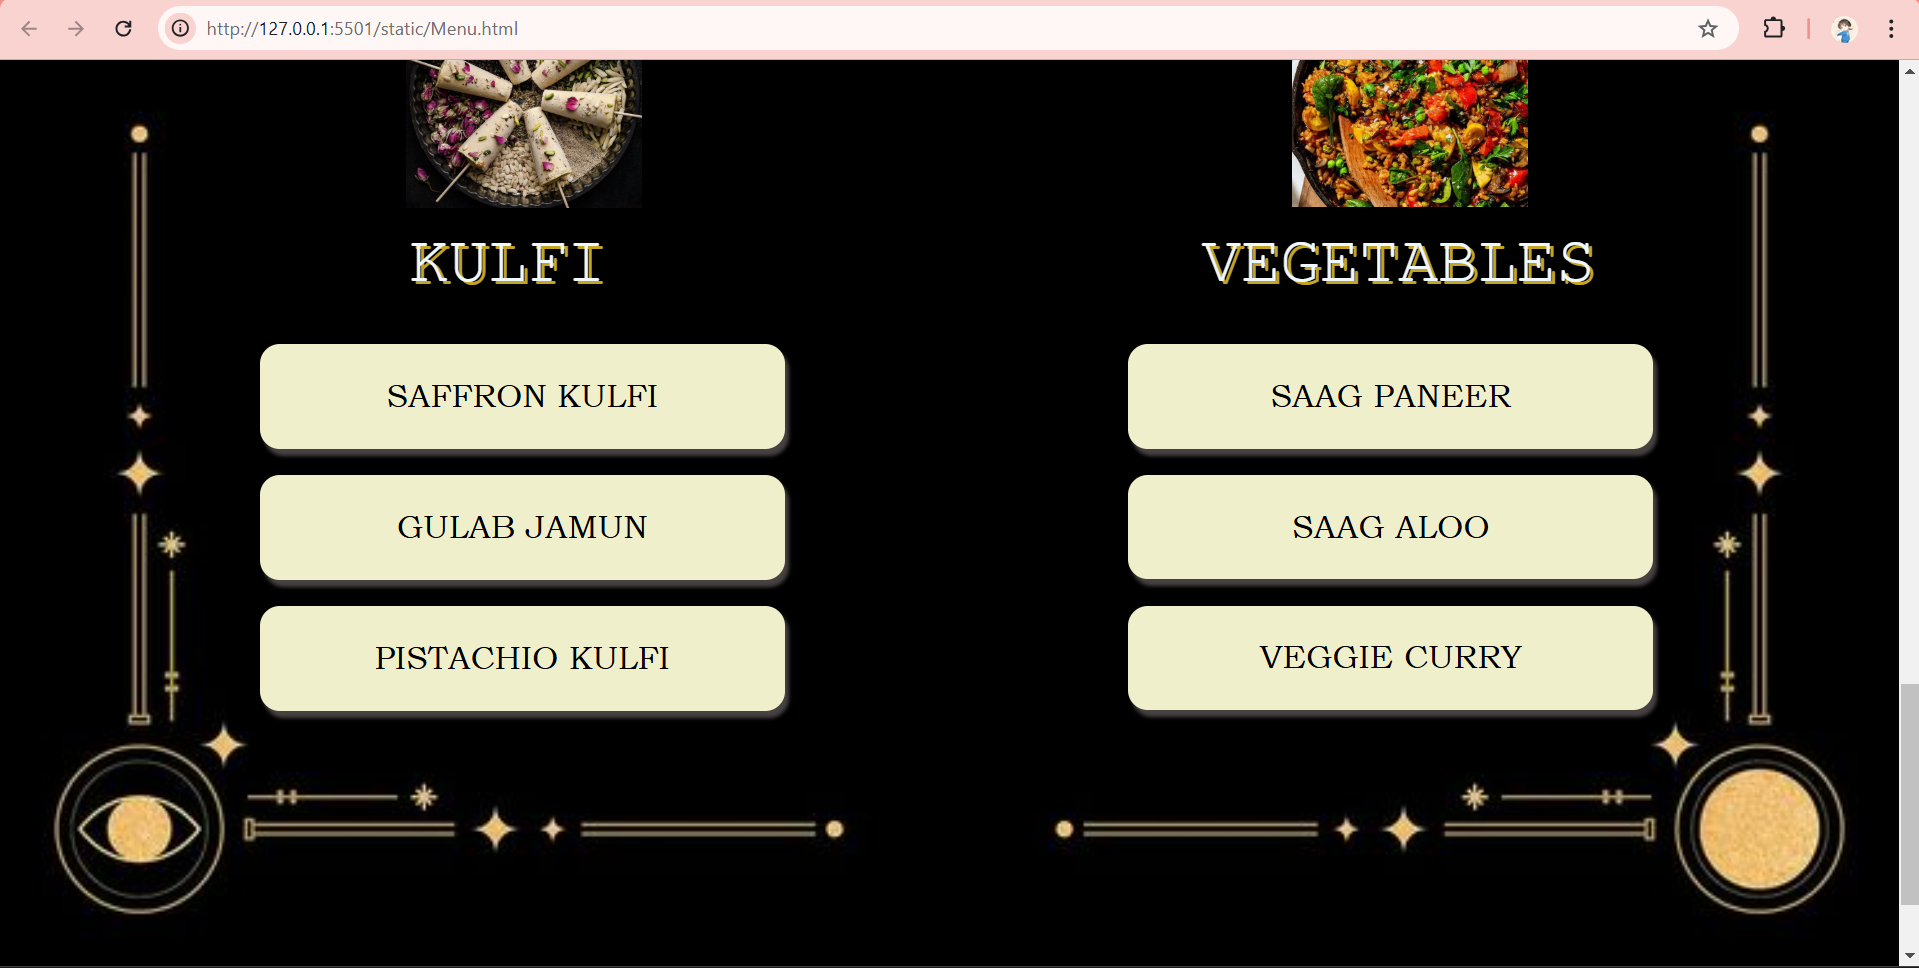 http://127.0.0.1:5501/static/Menu.html
KULFI
VEGETABLES
SAFFRON KULFI
SAAG PANEER
GULAB JAMUN
SAAG ALOO
PISTACHIO KULFI
VEGGIE CURRY